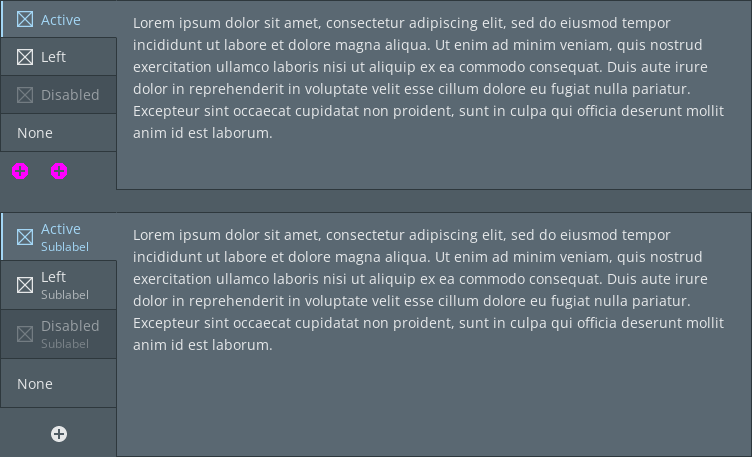 Active
Left
Disabled
None
Lorem ipsum dolor sit amet, consectetur adipiscing elit, sed do eiusmod tempor
incididunt ut labore et dolore magna aliqua. Ut enim ad minim veniam, quis nostrud
exercitation ullamco laboris nisi ut aliquip ex ea commodo consequat. Duis aute irure
dolor in reprehenderit in voluptate velit esse cillum dolore eu fugiat nulla pariatur.
Excepteur sint occaecat cupidatat non proident, sunt in culpa qui officia deserunt mollit
anim id est laborum.
Active
Sublabel
Left
Sublabel
Disabled
Sublabel
None
Lorem ipsum dolor sit amet, consectetur adipiscing elit, sed do eiusmod tempor
incididunt ut labore et dolore magna aliqua. Ut enim ad minim veniam, quis nostrud
exercitation ullamco laboris nisi ut aliquip ex ea commodo consequat. Duis aute irure
dolor in reprehenderit in voluptate velit esse cillum dolore eu fugiat nulla pariatur.
Excepteur sint occaecat cupidatat non proident, sunt in culpa qui officia deserunt mollit
anim id est laborum.